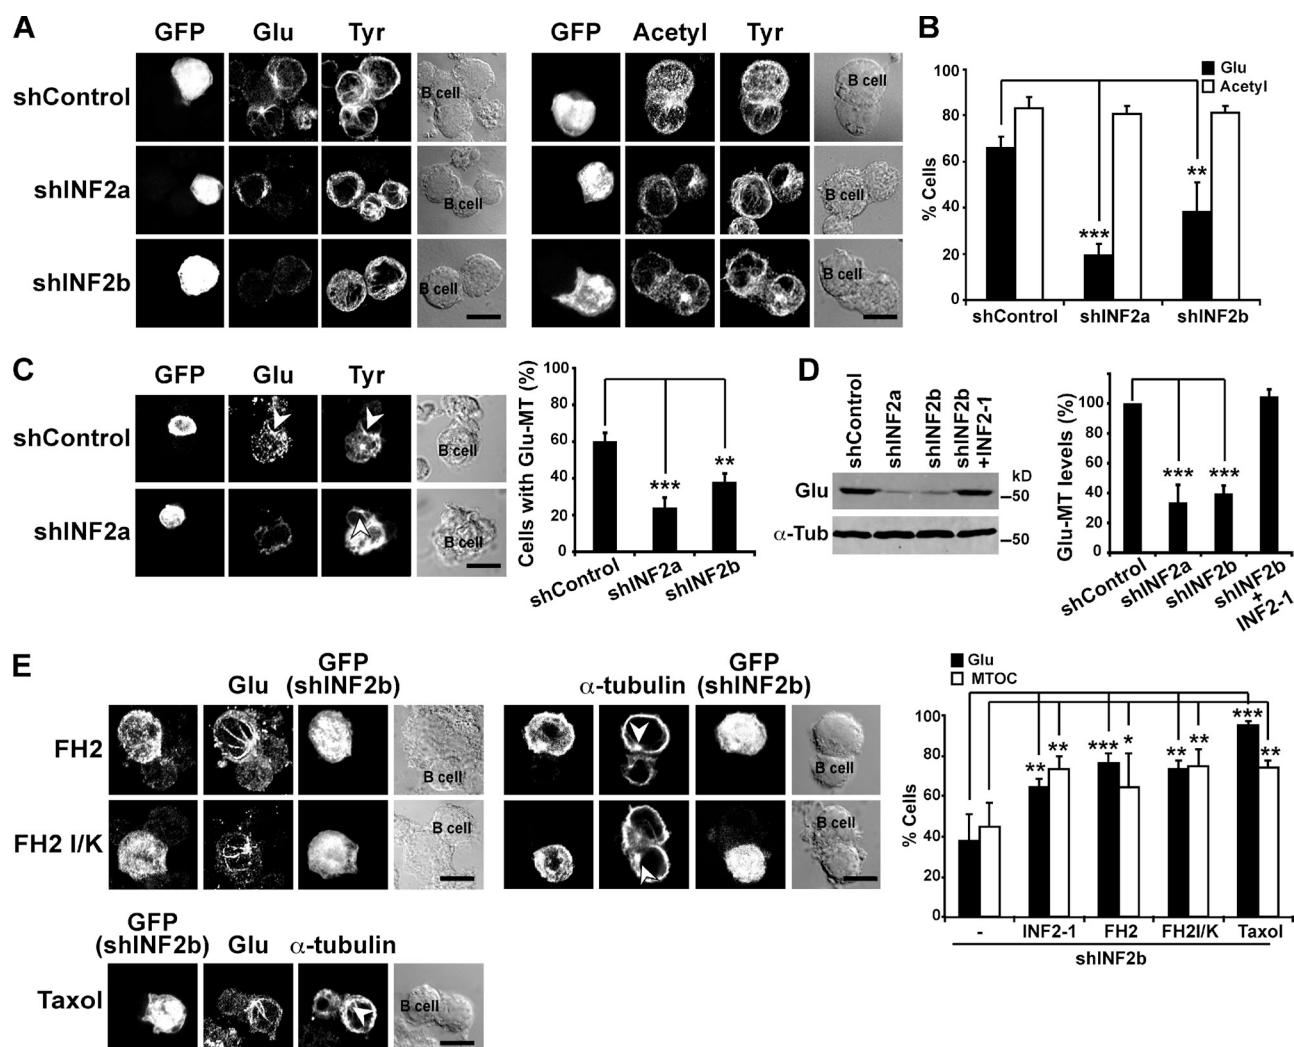 A
GFP Glu Tyr
GFP Acetyl Tyr
shControl
B cell
B cell
shINF2a
B cell
B cell
shINF2b
B cell
B cell
B
Glu
Acetyl
% Cells
100
80
60
40
20
0
***
**
shControl shINF2a shINF2b
C
GFP Glu Tyr
shControl
B cell
shINF2a
B cell
Cells with Glu-MT (%)
100
80
60
40
20
0
***
**
shControl
shINF2a
shINF2b
D
shControl
shINF2a
shINF2b
shINF2b
+INF2-1
kD
Glu
–50
α-Tub
–50
Glu-MT levels (%)
100
80
60
40
20
0
***
***
shControl
shINF2a
shINF2b
shINF2b
+
INF2-1
E
Glu
GFP
(shINF2b)
α-tubulin
GFP
(shINF2b)
FH2
B cell
B cell
FH2 I/K
B cell
B cell
GFP
(shINF2b)
Glu
α-tubulin
Taxol
B cell
Glu
MTOC
% Cells
100
80
60
40
20
0
**
**
***
*
**
**
***
**
- INF2-1 FH2 FH2I/K Taxol
shINF2b